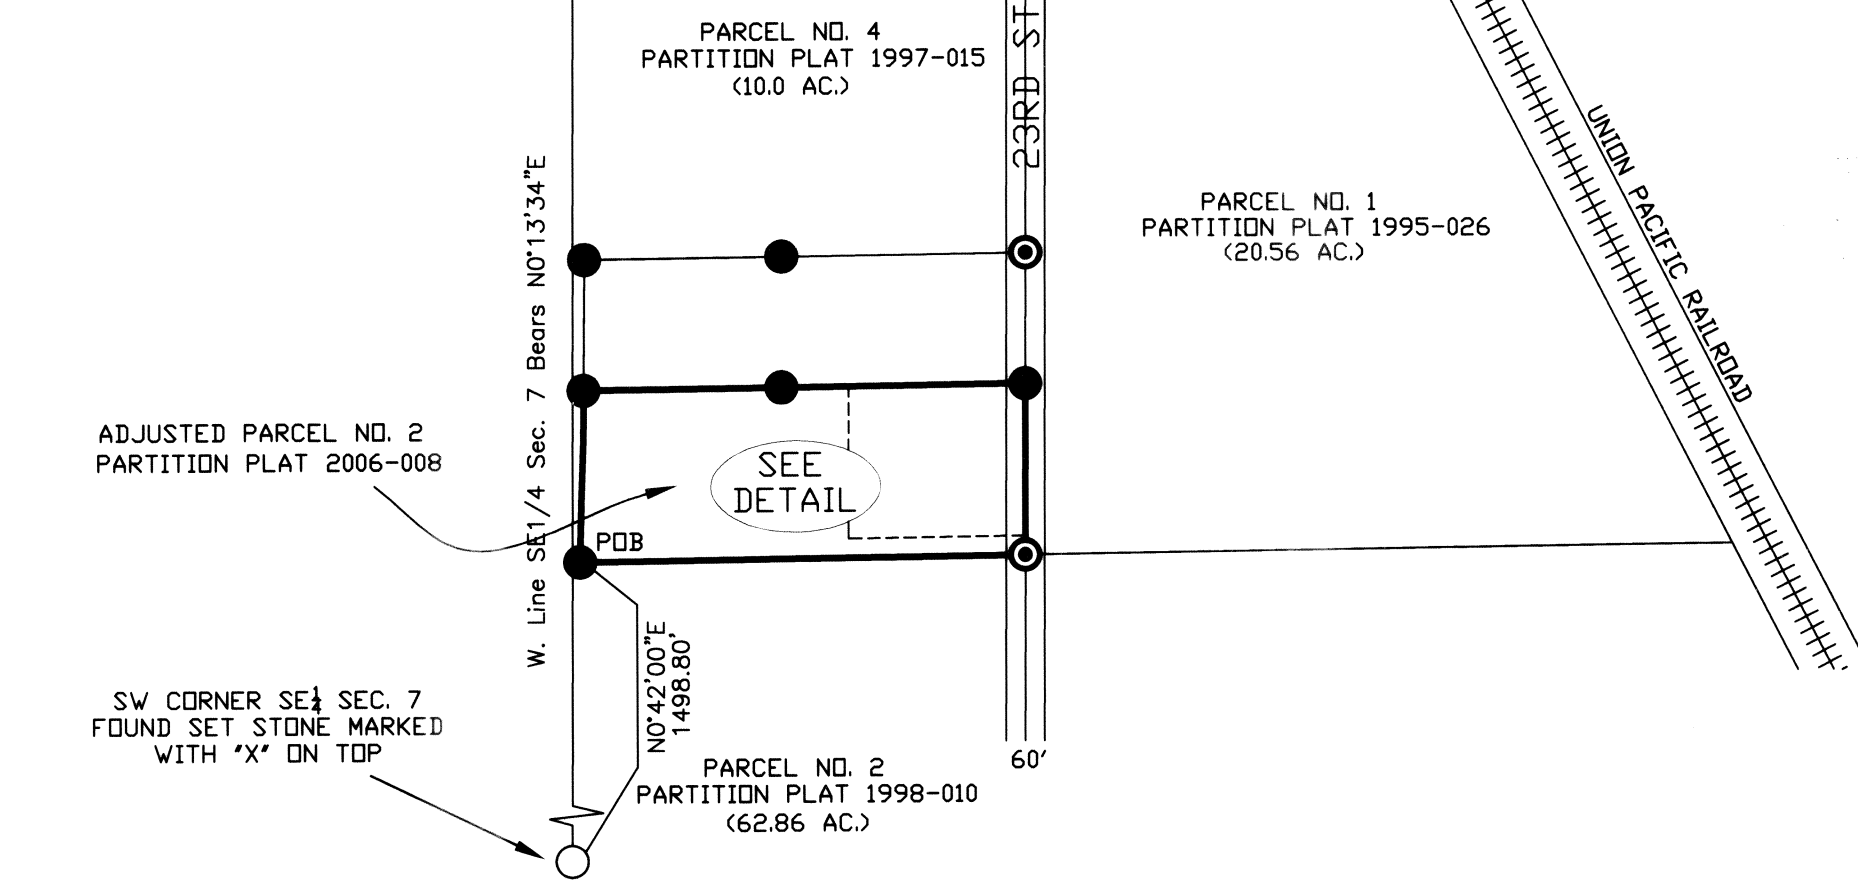 PARCEL NO. 4
PARTITION PLAT 1997-015
(10.0 AC.)
23RD ST
UNION PACIFIC RAILROAD
PARCEL NO. 1
PARTITION PLAT 1995-026
(20.56 AC.)
W. Line SE1/4 Sec. 7 Bears N0°13'34"E
ADJUSTED PARCEL NO. 2
PARTITION PLAT 2006-008
SEE
DETAIL
POB
N0°42'00"E
1498.80'
SW CORNER SE1/4 SEC. 7
FOUND SET STONE MARKED
WITH "X" ON TOP
60'
PARCEL NO. 2
PARTITION PLAT 1998-010
(62.86 AC.)